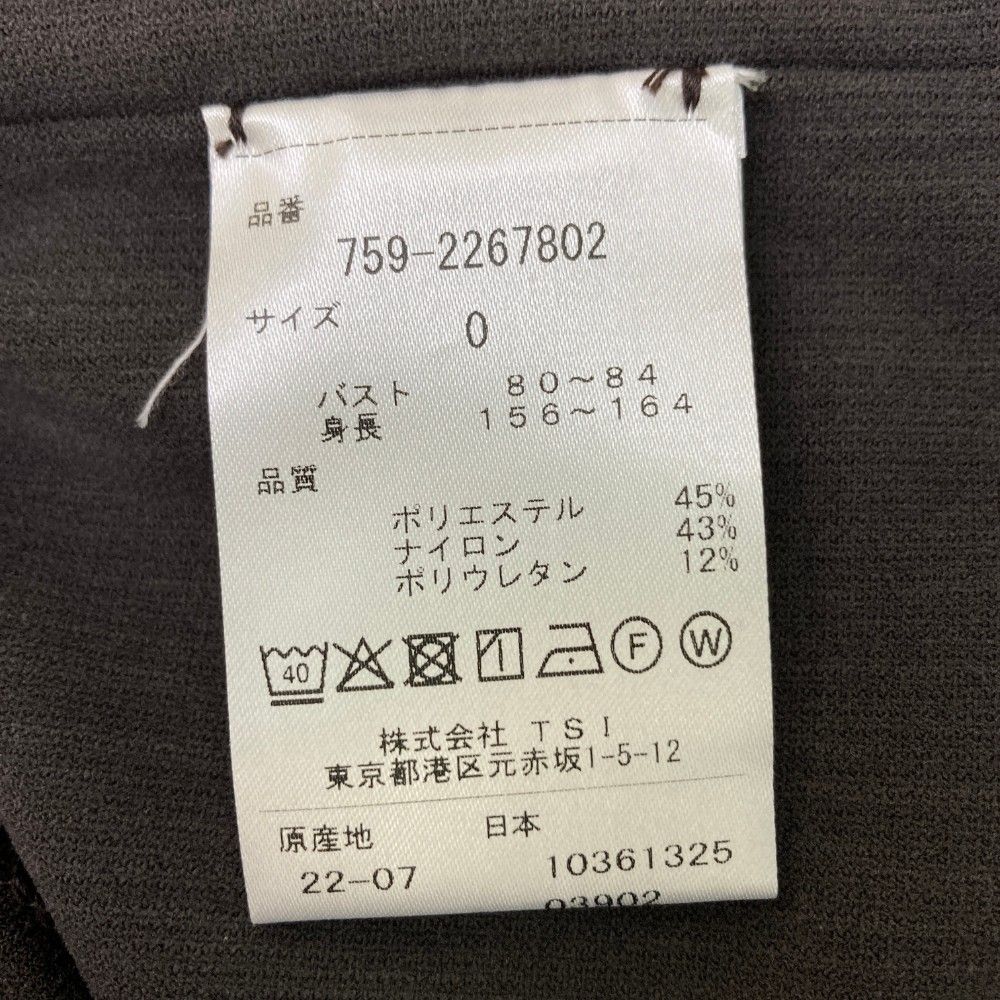 品番
759-2267802
サイズ 0
バスト 80～84
身長 156～164
品質
ポリエステル 45%
ナイロン 43%
ポリウレタン 12%
40 F W
株式会社 TSI
東京都港区元赤坂1-5-12
原産地 日本
22-07 10361325
03902